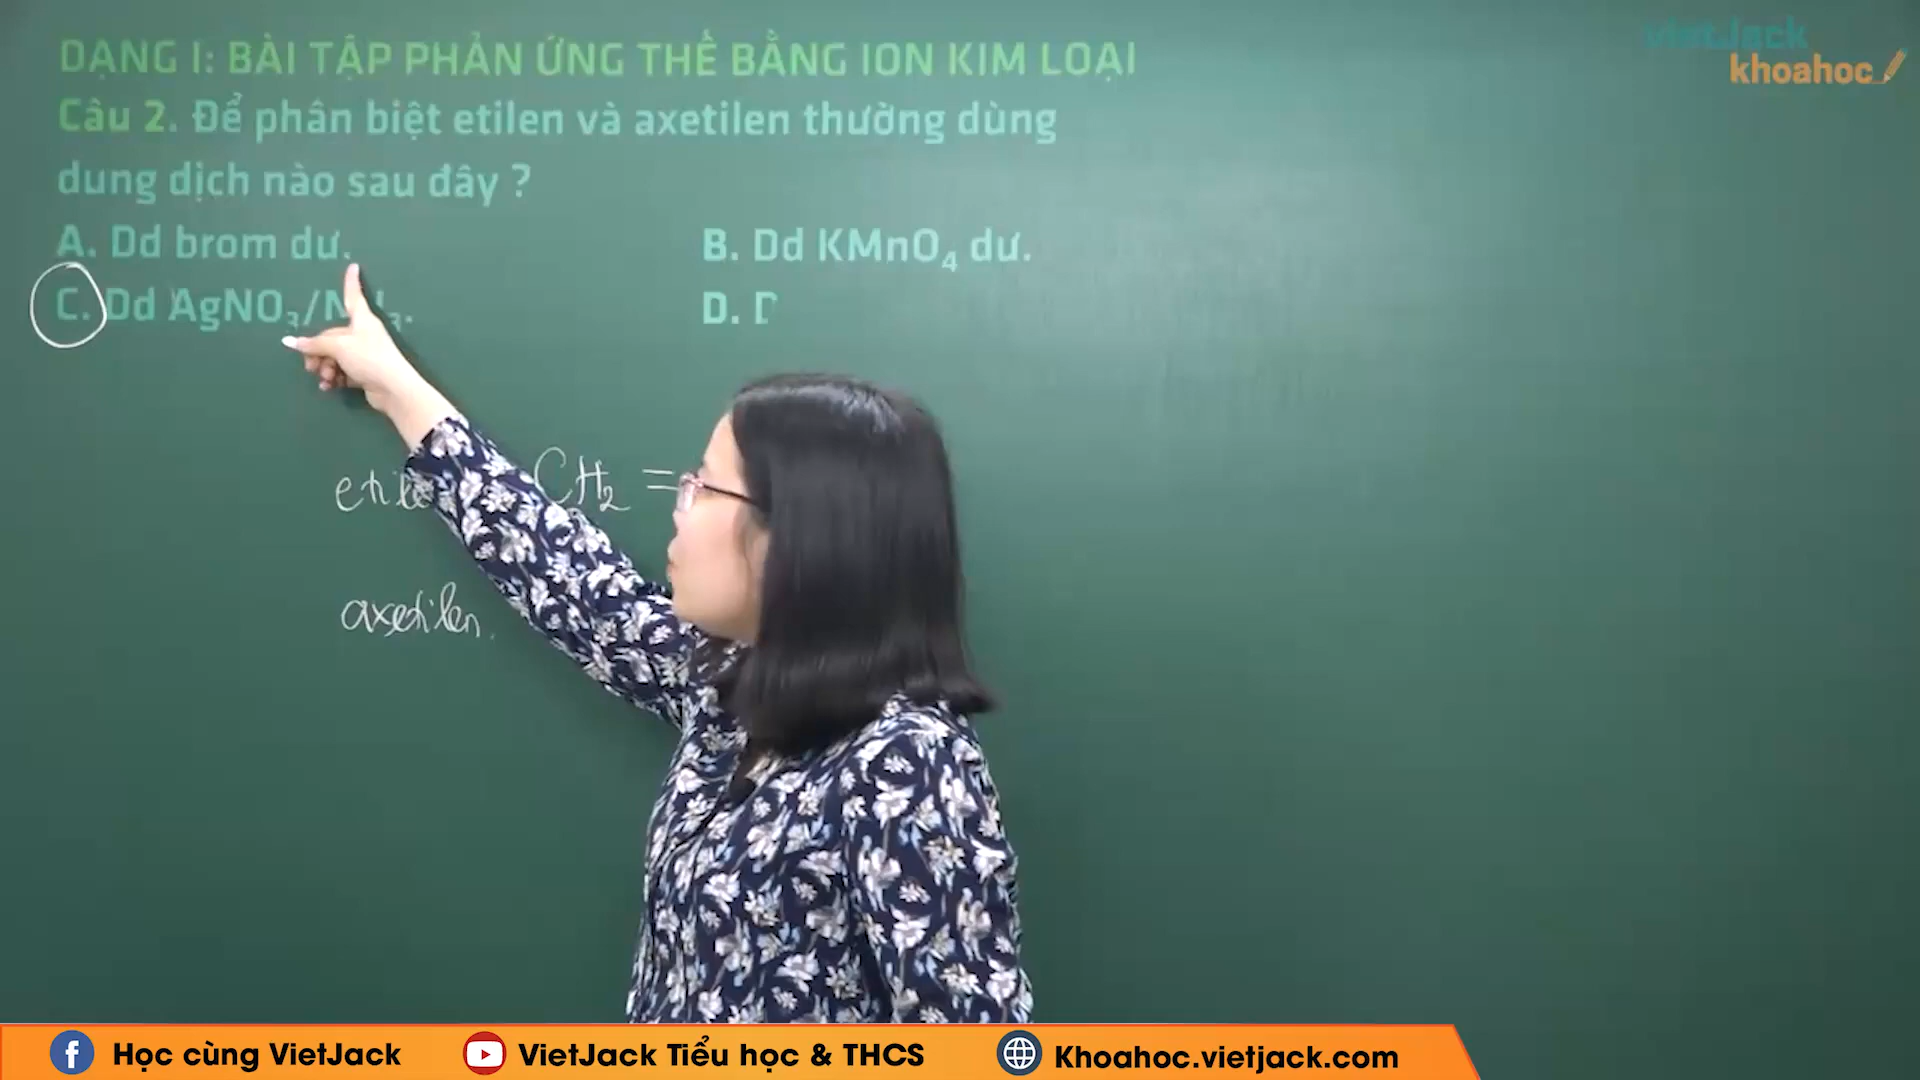 vietJack
khoahoc
DẠNG I: BÀI TẬP PHẢN ỨNG THẾ BẰNG ION KIM LOẠI
Câu 2. Để phân biệt etilen và axetilen thường dùng
dung dịch nào sau đây ?
A. Dd brom dư.
B. Dd KMnO₄ dư.
C. Dd AgNO₃/NH₃.
D.
CH₂ =
axetilen.
Học cùng VietJack
VietJack Tiểu học & THCS
Khoahoc.vietjack.com